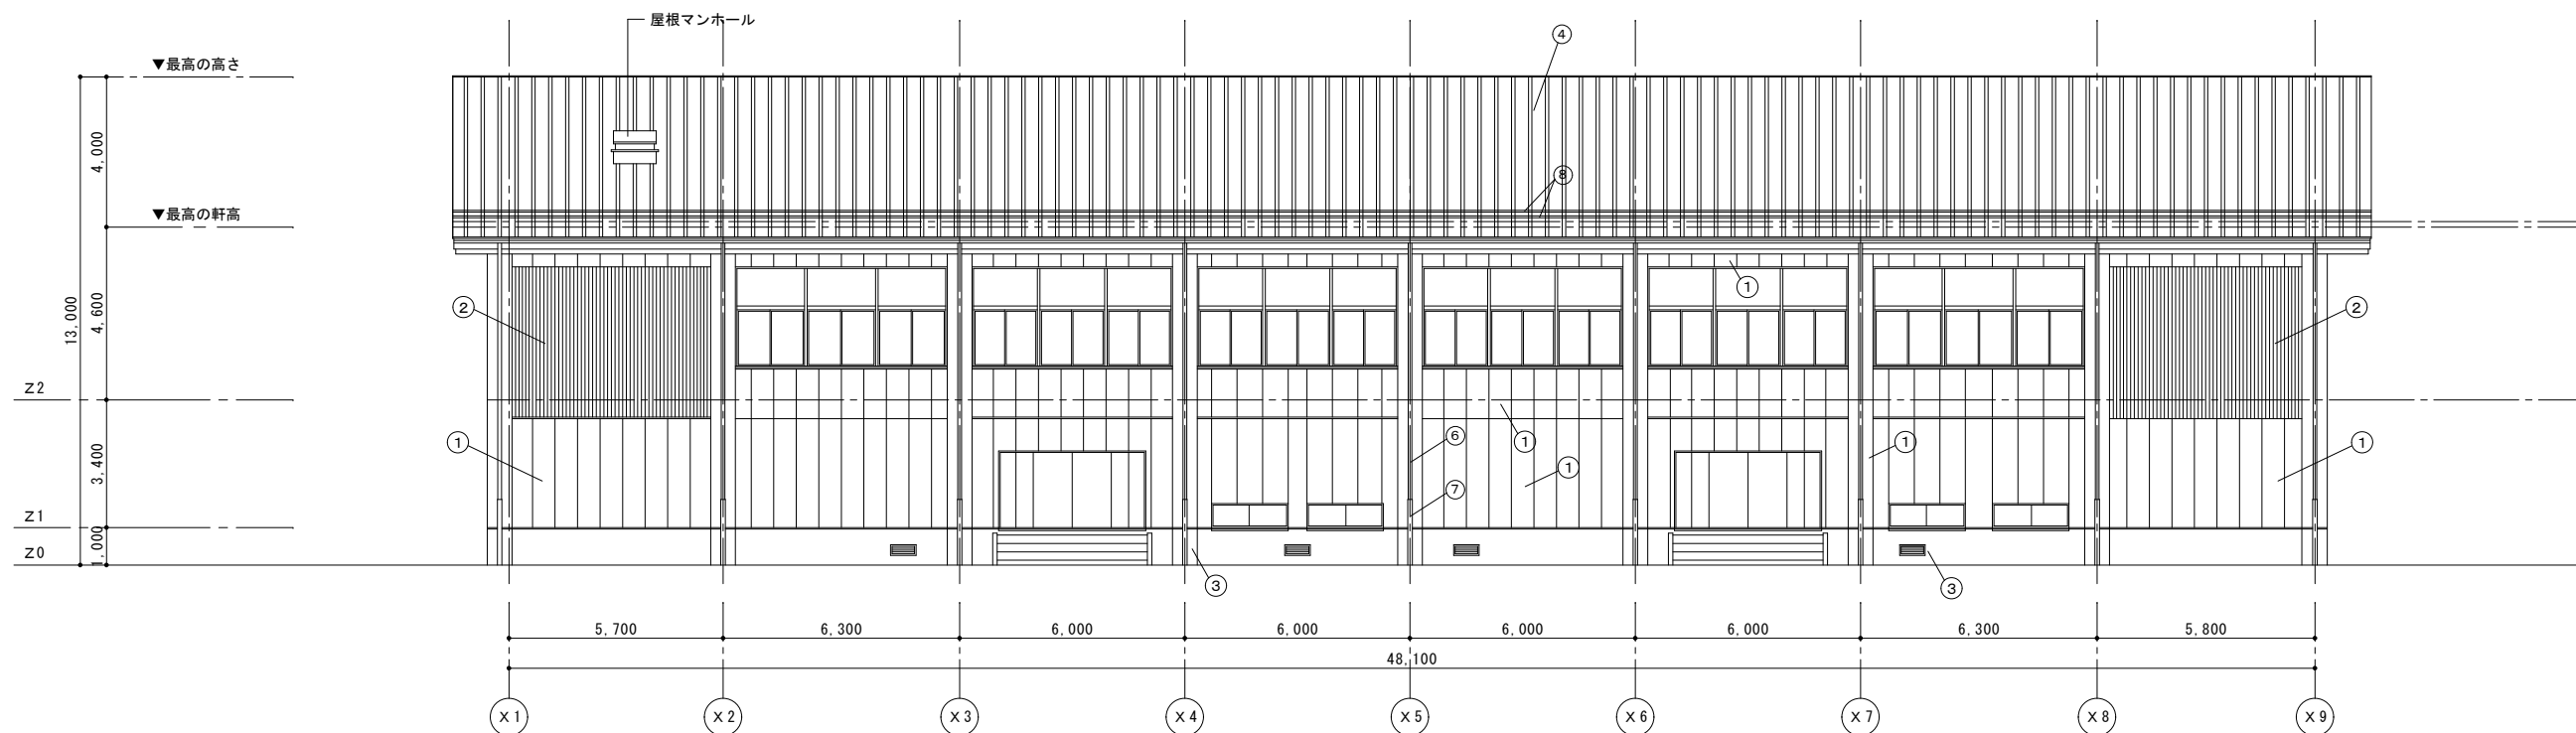 屋根マンホール
④
▼最高の高さ
4,000
⑧
▼最高の軒高
①
②
②
13,000
4,600
Z2
①
①
⑥
①
①
①
3,400
⑦
Z1
1,000
Z0
③
③
5,700
6,300
6,000
6,000
6,000
6,000
6,300
5,800
48,100
X1
X2
X3
X4
X5
X6
X7
X8
X9